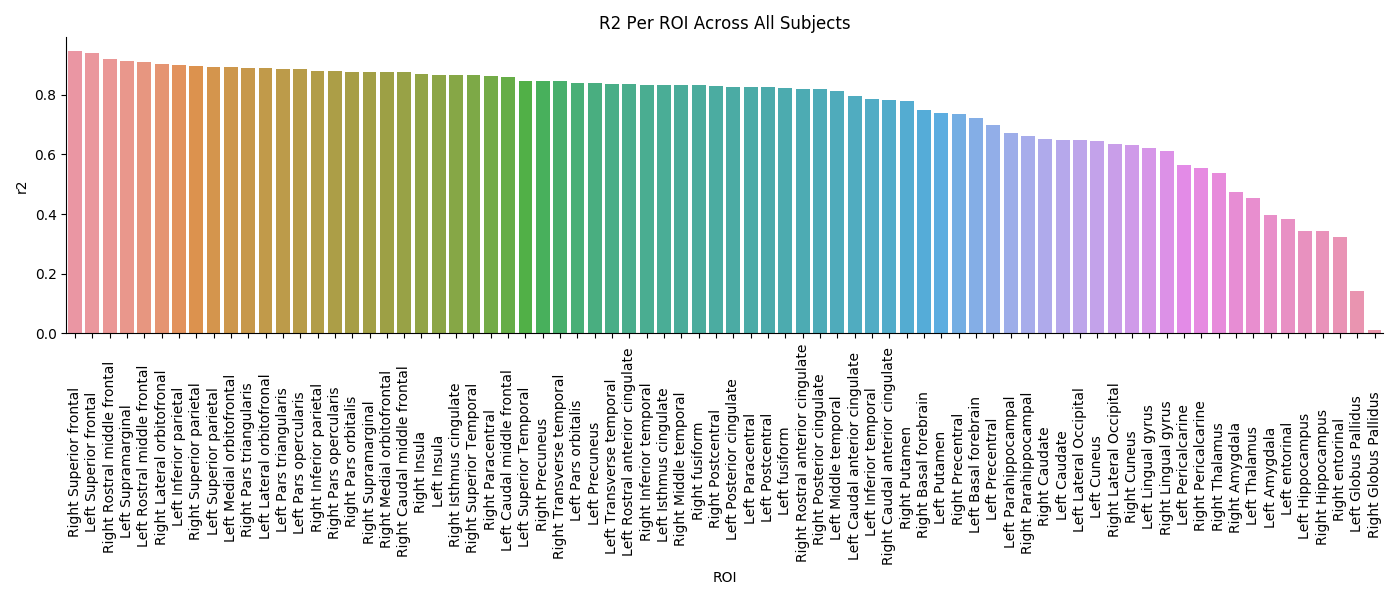 R2 Per ROI Across All Subjects
r2
0.8
0.6
0.4
0.2
0.0
Right Superior frontal
Left Superior frontal
Right Rostral middle frontal
Left Supramarginal
Left Rostral middle frontal
Right Lateral orbitofronal
Left Inferior parietal
Right Superior parietal
Left Superior parietal
Left Medial orbitofrontal
Right Pars triangularis
Left Lateral orbitofronal
Left Pars triangularis
Left Pars opercularis
Right Inferior parietal
Right Pars opercularis
Right Pars orbitalis
Right Supramarginal
Right Medial orbitofrontal
Right Caudal middle frontal
Right Insula
Left Insula
Right Isthmus cingulate
Right Superior Temporal
Right Paracentral
Left Caudal middle frontal
Left Superior Temporal
Right Precuneus
Right Transverse temporal
Left Pars orbitalis
Left Precuneus
Left Transverse temporal
Left Rostral anterior cingulate
Right Inferior temporal
Left Isthmus cingulate
Right Middle temporal
Right fusiform
Right Postcentral
Left Posterior cingulate
Left Paracentral
Left Postcentral
Left fusiform
Right Rostral anterior cingulate
Right Posterior cingulate
Left Middle temporal
Left Caudal anterior cingulate
Left Inferior temporal
Right Caudal anterior cingulate
Right Putamen
Right Basal forebrain
Left Putamen
Right Precentral
Left Basal forebrain
Left Precentral
Left Parahippocampal
Right Parahippocampal
Right Caudate
Left Caudate
Left Lateral Occipital
Left Cuneus
Right Lateral Occipital
Right Cuneus
Left Lingual gyrus
Right Lingual gyrus
Left Pericalcarine
Right Pericalcarine
Right Thalamus
Right Amygdala
Left Thalamus
Left Amygdala
Left entorinal
Left Hippocampus
Right Hippocampus
Right entorinal
Left Globus Pallidus
Right Globus Pallidus
ROI